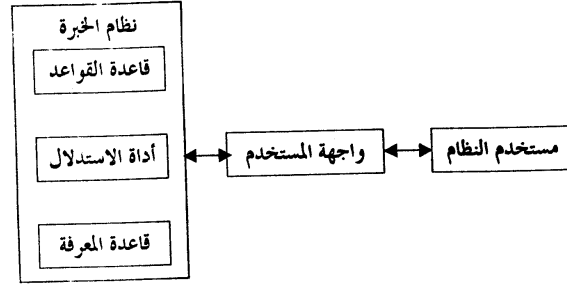 نظام الخبرة
قاعدة القواعد
أداة الاستدلال
واجهة المستخدم
مستخدم النظام
قاعدة المعرفة